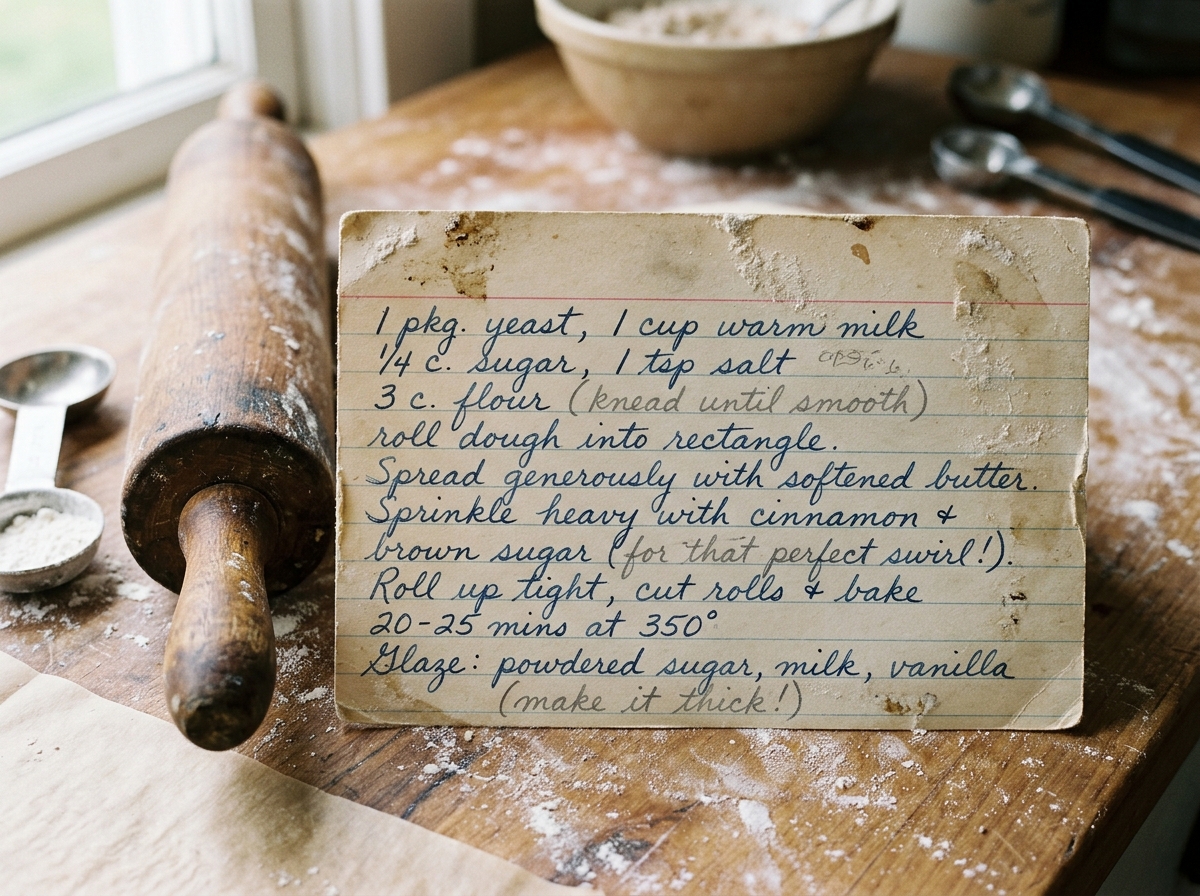 1 pkg. yeast, 1 cup warm milk
1/4 c. sugar, 1 tsp salt
3 c. flour (knead until smooth)
roll dough into rectangle.
Spread generously with softened butter.
Sprinkle heavy with cinnamon &
brown sugar (for that perfect swirl!).
Roll up tight, cut rolls & bake
20-25 mins at 350°
Glaze: powdered sugar, milk, vanilla
(make it thick!)